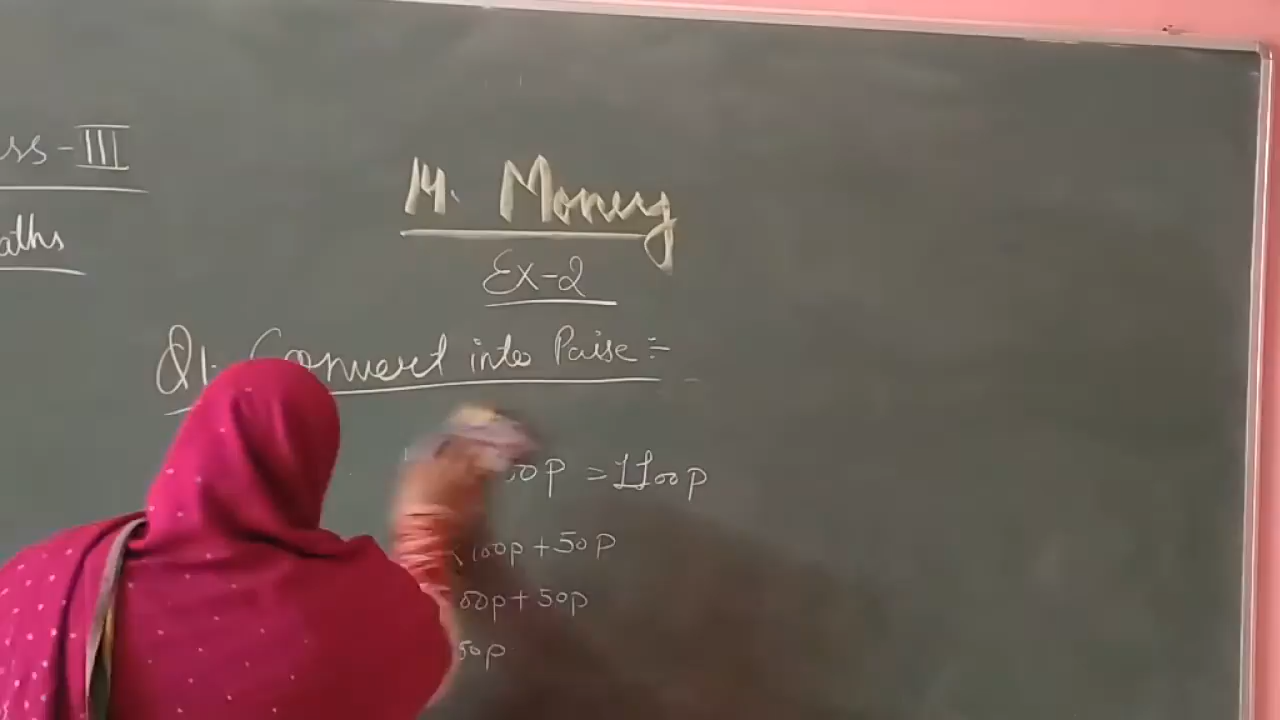 ss - III
aths
14. Money
Ex-2
Q1. Convert into Paise :-
0p = 1100p
x 100p + 50p
00p + 50p
50p